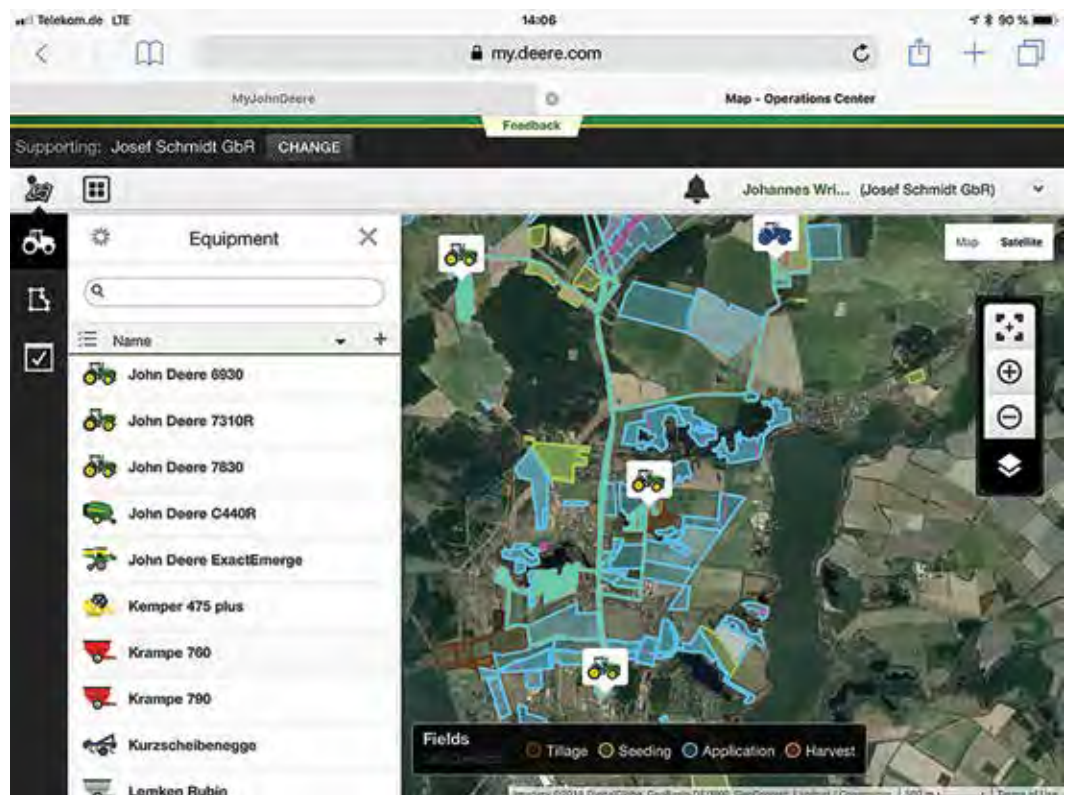 Telekom.de LTE
14:06
90 %
my.deere.com
MyJohnDeere
Map - Operations Center
Feedback
Supporting: Josef Schmidt GbR CHANGE
Johannes Wri... (Josef Schmidt GbR)
Equipment
Map Satellite
Name
John Deere 6930
John Deere 7310R
John Deere 7830
John Deere C440R
John Deere ExactEmerge
Kemper 475 plus
Krampe 760
Krampe 790
Kurzscheibenegge
Lemken Rubin
Fields
Tillage Seeding Application Harvest
Terms of Use